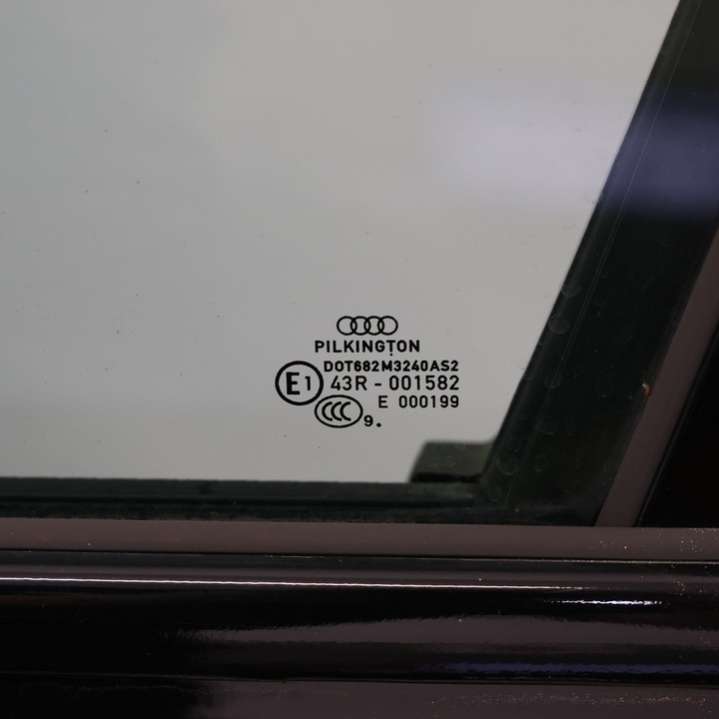 PILKINGTON
DOT682M3240AS2
E1 43R - 001582
E 000199
CCC 9.